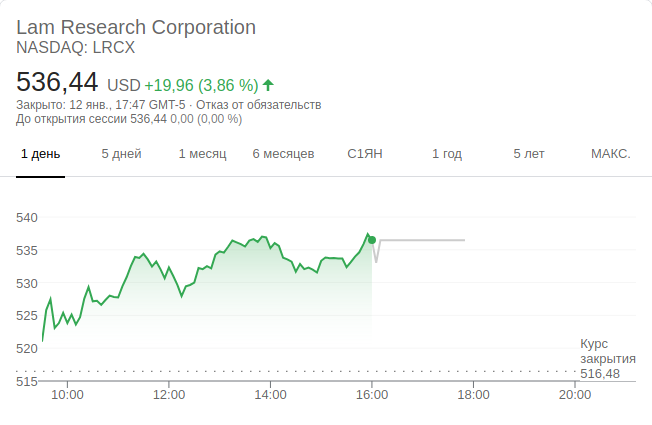 Lam Research Corporation
NASDAQ: LRCX
536,44 USD +19,96 (3,86 %)
Закрыто: 12 янв., 17:47 GMT-5 · Отказ от обязательств
До открытия сессии 536,44 0,00 (0,00 %)
1 день 5 дней 1 месяц 6 месяцев С1ЯН 1 год 5 лет МАКС.
540
535
530
525
520
515
Курс
закрытия
516,48
10:00 12:00 14:00 16:00 18:00 20:00